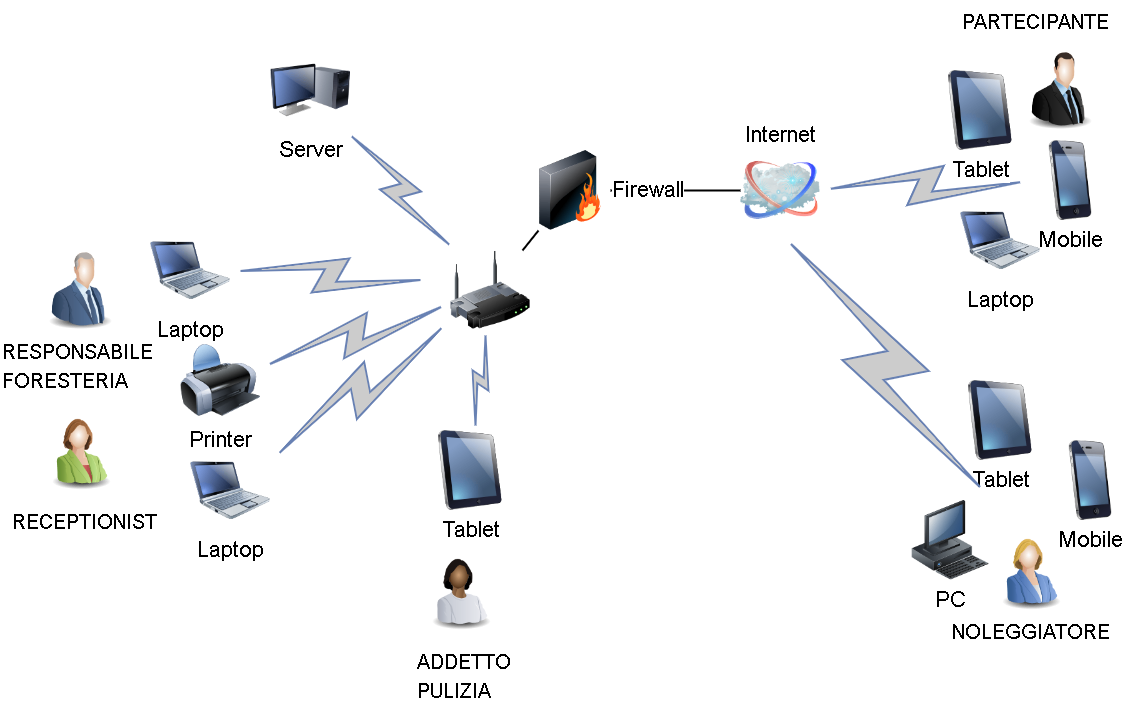 PARTECIPANTE
Server
Internet
Tablet
Firewall
Mobile
Laptop
Laptop
RESPONSABILE
FORESTERIA
Printer
RECEPTIONIST
Laptop
Tablet
ADDETTO
PULIZIA
Tablet
Mobile
PC
NOLEGGIATORE